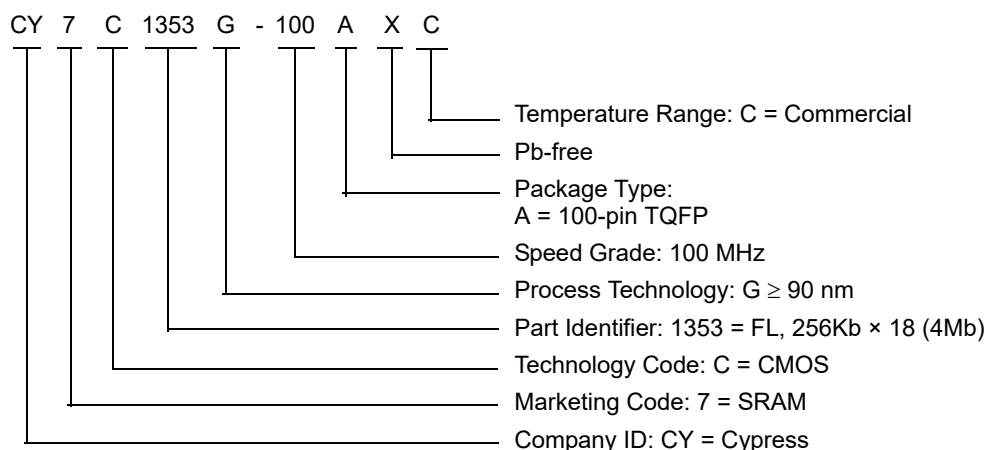 CY 7 C 1353 G - 100 A X C
Temperature Range: C = Commercial
Pb-free
Package Type:
A = 100-pin TQFP
Speed Grade: 100 MHz
Process Technology: G ≥ 90 nm
Part Identifier: 1353 = FL, 256Kb × 18 (4Mb)
Technology Code: C = CMOS
Marketing Code: 7 = SRAM
Company ID: CY = Cypress